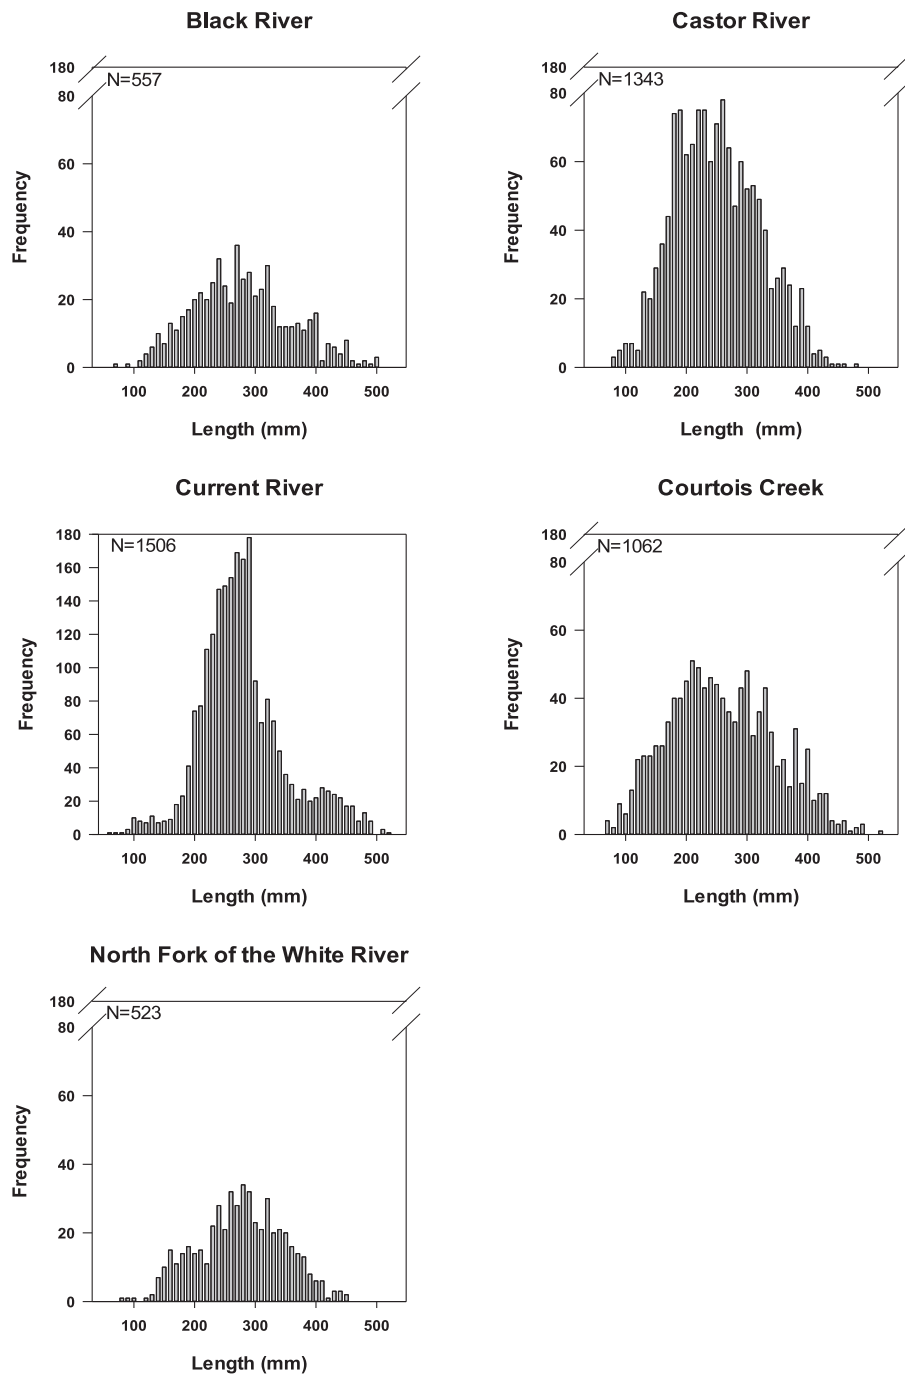 Black River
180
N=557
80
60
40
20
0
Frequency
100 200 300 400 500
Length (mm)
Castor River
180
N=1343
80
60
40
20
0
Frequency
100 200 300 400 500
Length (mm)
Current River
180
N=1506
160
140
120
100
80
60
40
20
0
Frequency
100 200 300 400 500
Length (mm)
Courtois Creek
180
N=1062
80
60
40
20
0
Frequency
100 200 300 400 500
Length (mm)
North Fork of the White River
180
N=523
80
60
40
20
0
Frequency
100 200 300 400 500
Length (mm)